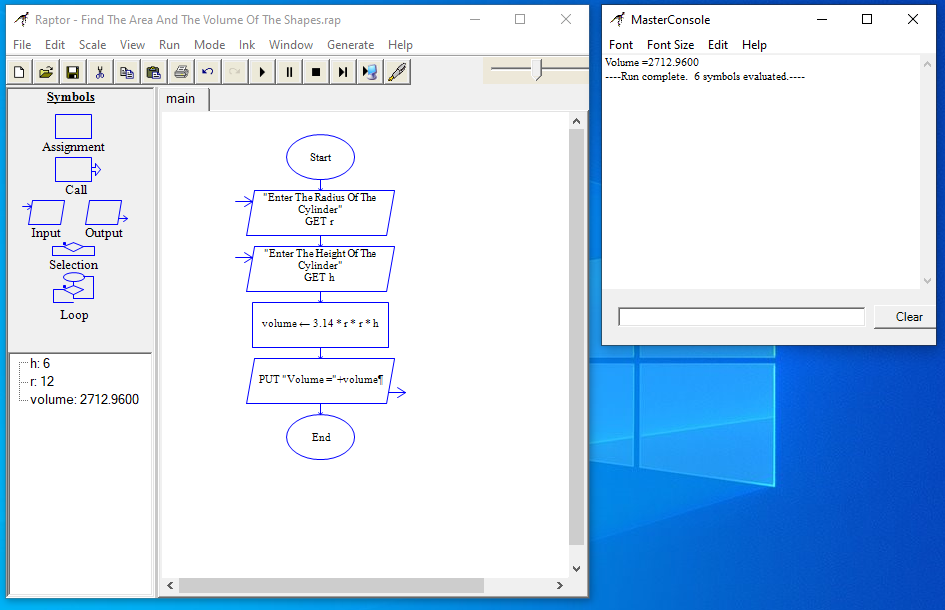 Raptor - Find The Area And The Volume Of The Shapes.rap
File Edit Scale View Run Mode Ink Window Generate Help
Symbols
Assignment
Call
Input Output
Selection
Loop
h: 6
r: 12
volume: 2712.9600
main
Start
"Enter The Radius Of The
Cylinder"
GET r
"Enter The Height Of The
Cylinder"
GET h
volume ← 3.14 * r * r * h
PUT "Volume ="+volume¶
End
MasterConsole
Font Font Size Edit Help
Volume =2712.9600
----Run complete. 6 symbols evaluated.----
Clear